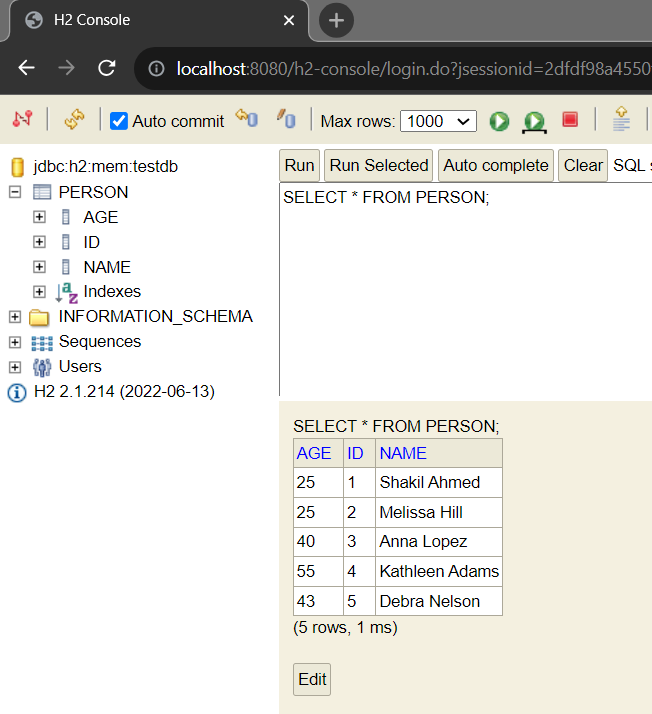 H2 Console
localhost:8080/h2-console/login.do?jsessionid=2dfdf98a4550
Auto commit
Max rows: 1000
jdbc:h2:mem:testdb
PERSON
AGE
ID
NAME
Indexes
INFORMATION_SCHEMA
Sequences
Users
H2 2.1.214 (2022-06-13)
Run Run Selected Auto complete Clear SQL s
SELECT * FROM PERSON;
SELECT * FROM PERSON;
AGE ID NAME
25 1 Shakil Ahmed
25 2 Melissa Hill
40 3 Anna Lopez
55 4 Kathleen Adams
43 5 Debra Nelson
(5 rows, 1 ms)
Edit